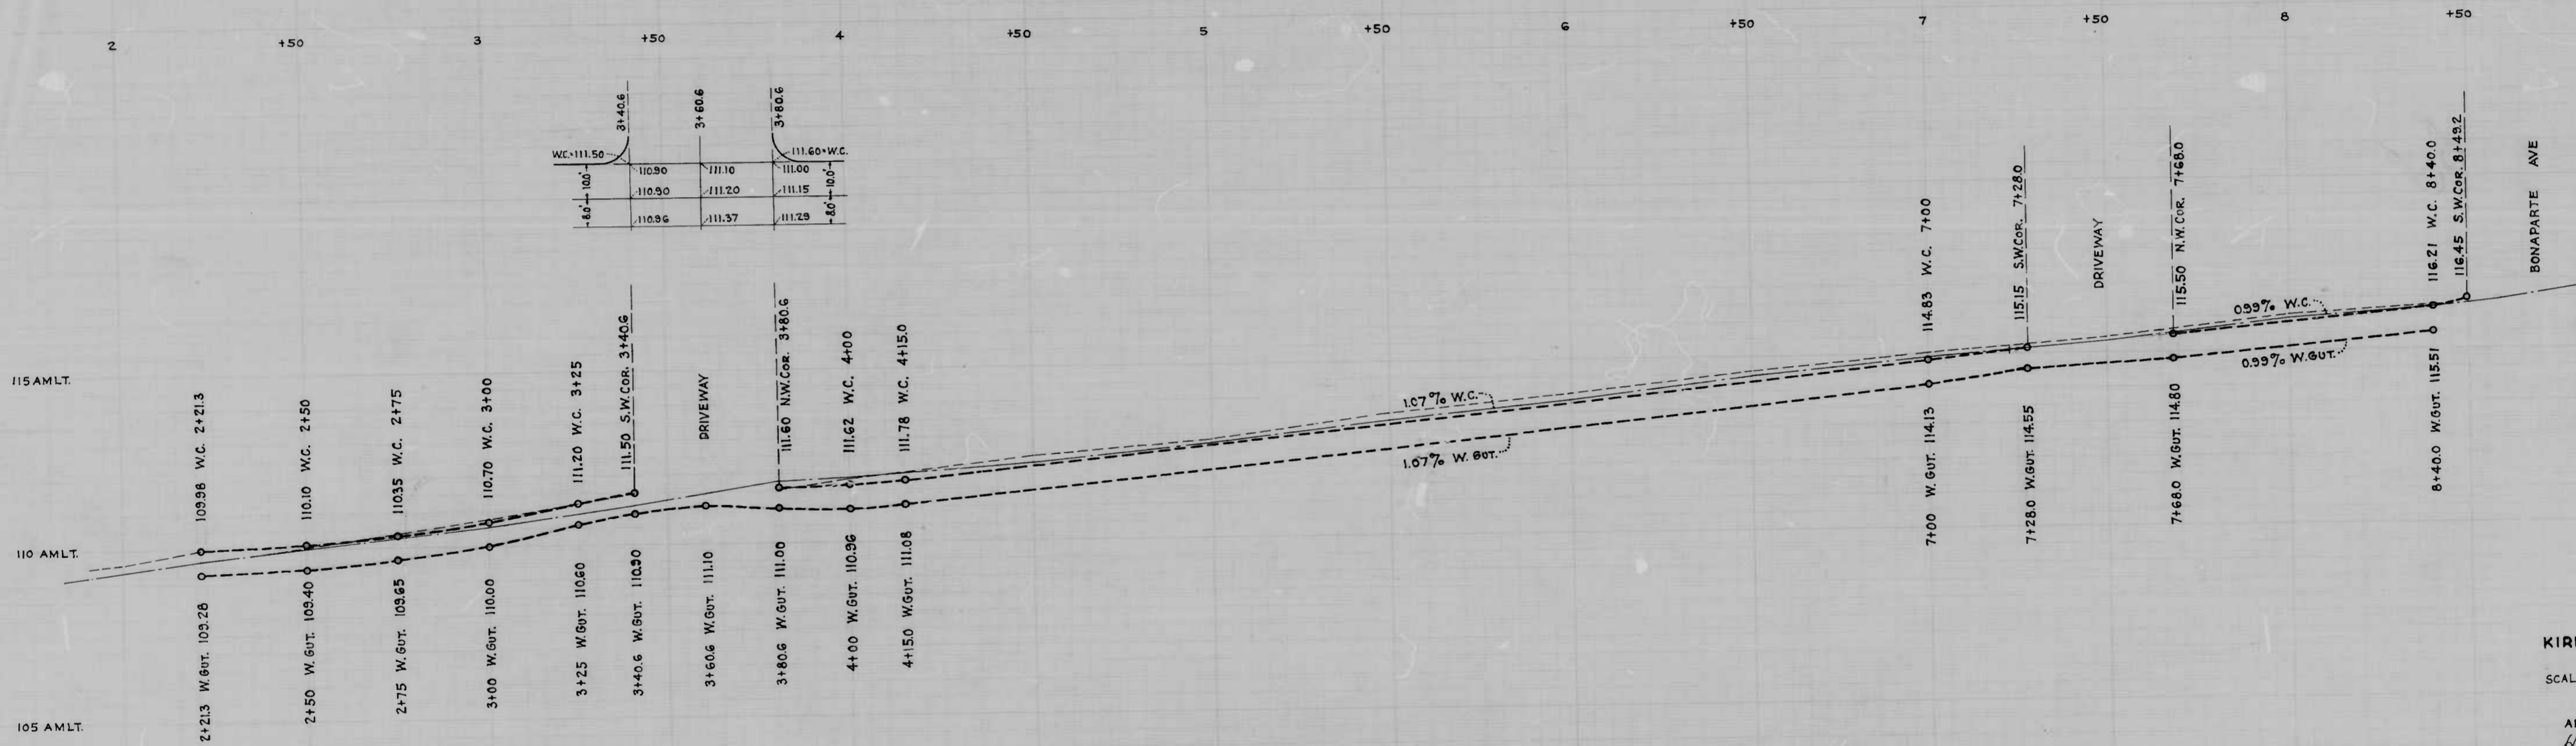 2 +50 3 +50 4 +50 5 +50 6 +50 7 +50 8 +50
3+40.6
3+60.6
3+80.6
W.C.=111.50
111.60=W.C.
110.90 111.10 111.00
110.90 111.20 111.15
110.96 111.37 111.29
10.0'
8.0'
10.0'
8.0'
115 AMLT.
110 AMLT.
105 AMLT.
109.98 W.C. 2+21.3
110.10 W.C. 2+50
110.35 W.C. 2+75
110.70 W.C. 3+00
111.20 W.C. 3+25
111.50 S.W.COR. 3+40.6
DRIVEWAY
111.60 N.W.COR. 3+80.6
111.62 W.C. 4+00
111.78 W.C. 4+15.0
1.07% W.C.
1.07% W. GUT.
114.83 W.C. 7+00
115.15 S.W.COR. 7+28.0
DRIVEWAY
115.50 N.W.COR. 7+68.0
0.99% W.C.
0.99% W.GUT.
116.21 W.C. 8+40.0
116.45 S.W.COR. 8+49.2
BONAPARTE AVE
2+21.3 W.GUT. 109.28
2+50 W.GUT. 109.40
2+75 W.GUT. 109.65
3+00 W.GUT. 110.00
3+25 W.GUT. 110.60
3+40.6 W.GUT. 110.90
3+60.6 W.GUT. 111.10
3+80.6 W.GUT. 111.00
4+00 W.GUT. 110.96
4+15.0 W.GUT. 111.08
7+00 W.GUT. 114.13
7+28.0 W.GUT. 114.55
7+68.0 W.GUT. 114.80
8+40.0 W.GUT. 115.51
KIR
SCAL